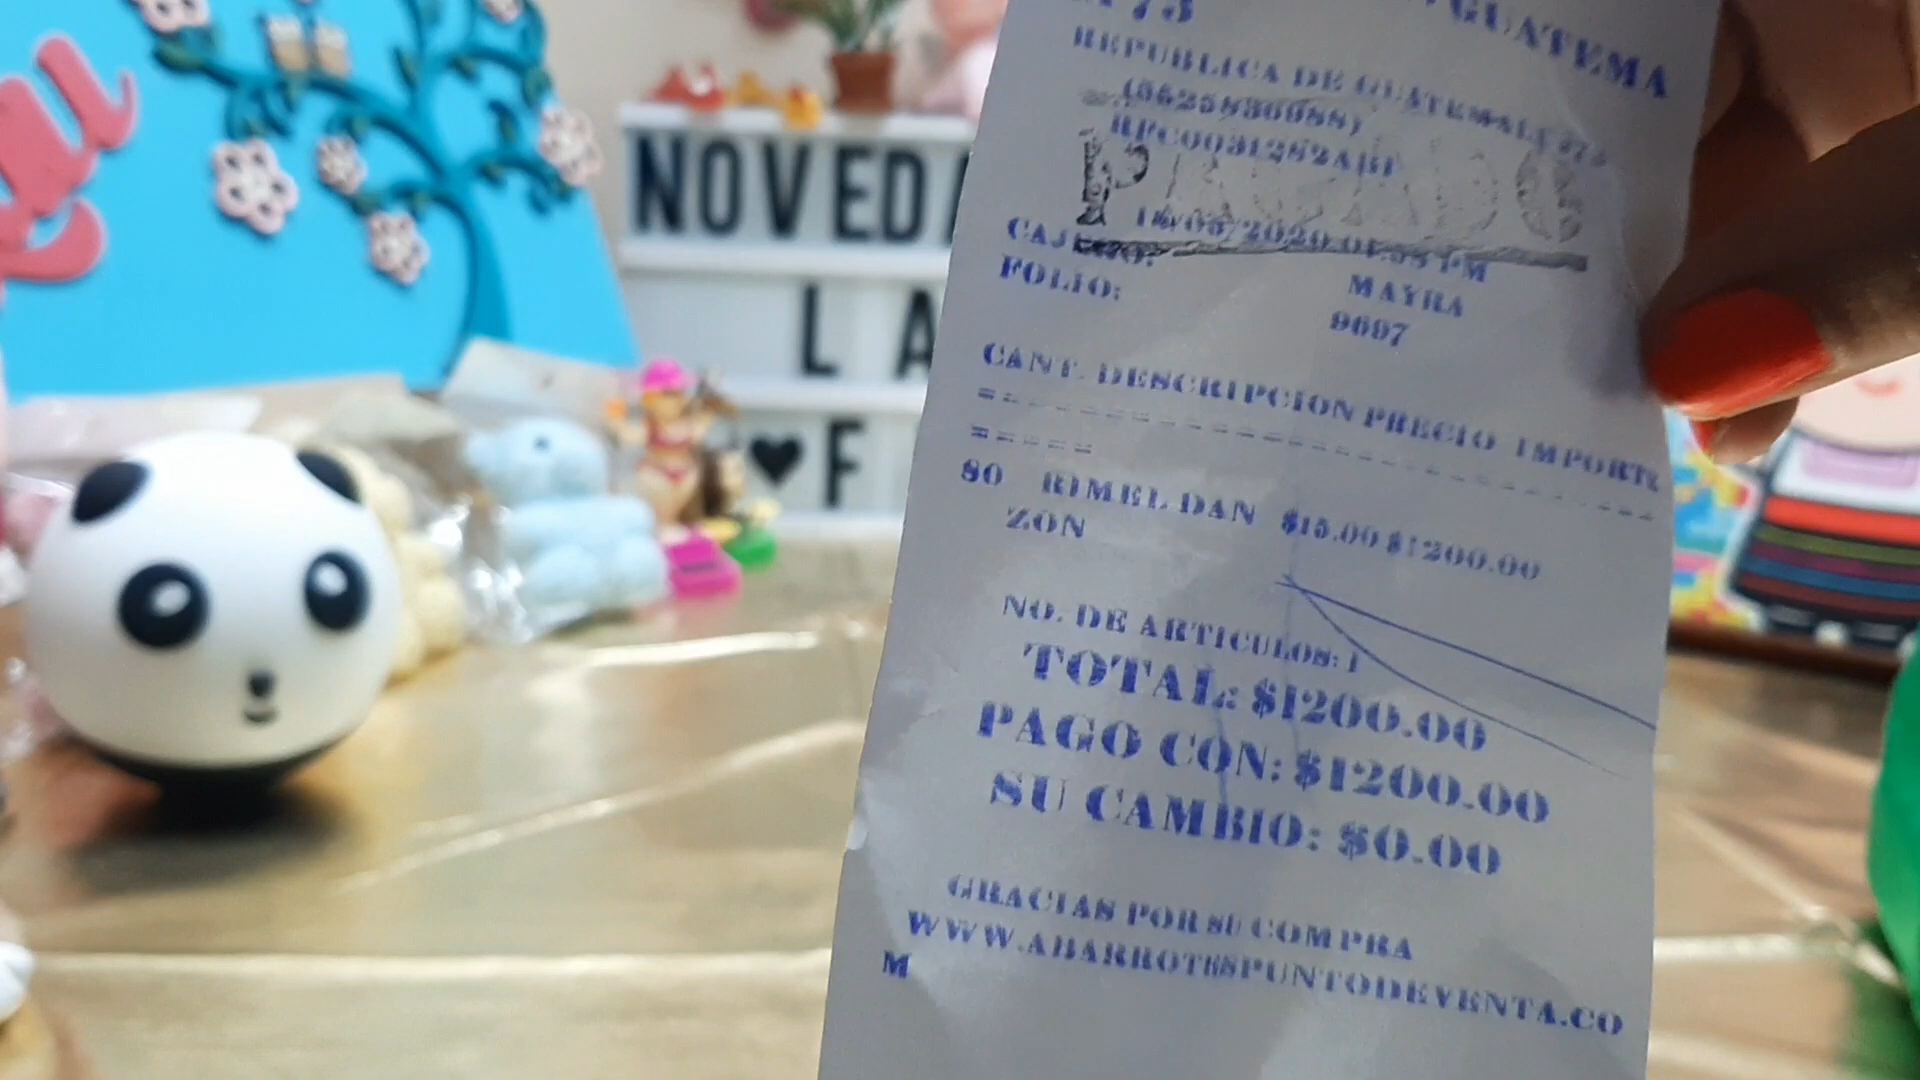 NOVEDA
L A
♥ F
GUATEMA
REPUBLICA DE GUATEMALA
CAJERO: MAYRA
FOLIO: 9697
CANT. DESCRIPCION PRECIO IMPORTE
80 RIMEL DAN $15.00 $1200.00
ZON
NO. DE ARTICULOS: 1
TOTAL: $1200.00
PAGO CON: $1200.00
SU CAMBIO: $0.00
GRACIAS POR SU COMPRA
WWW.ABARROTESPUNTODEVENTA.CO
M